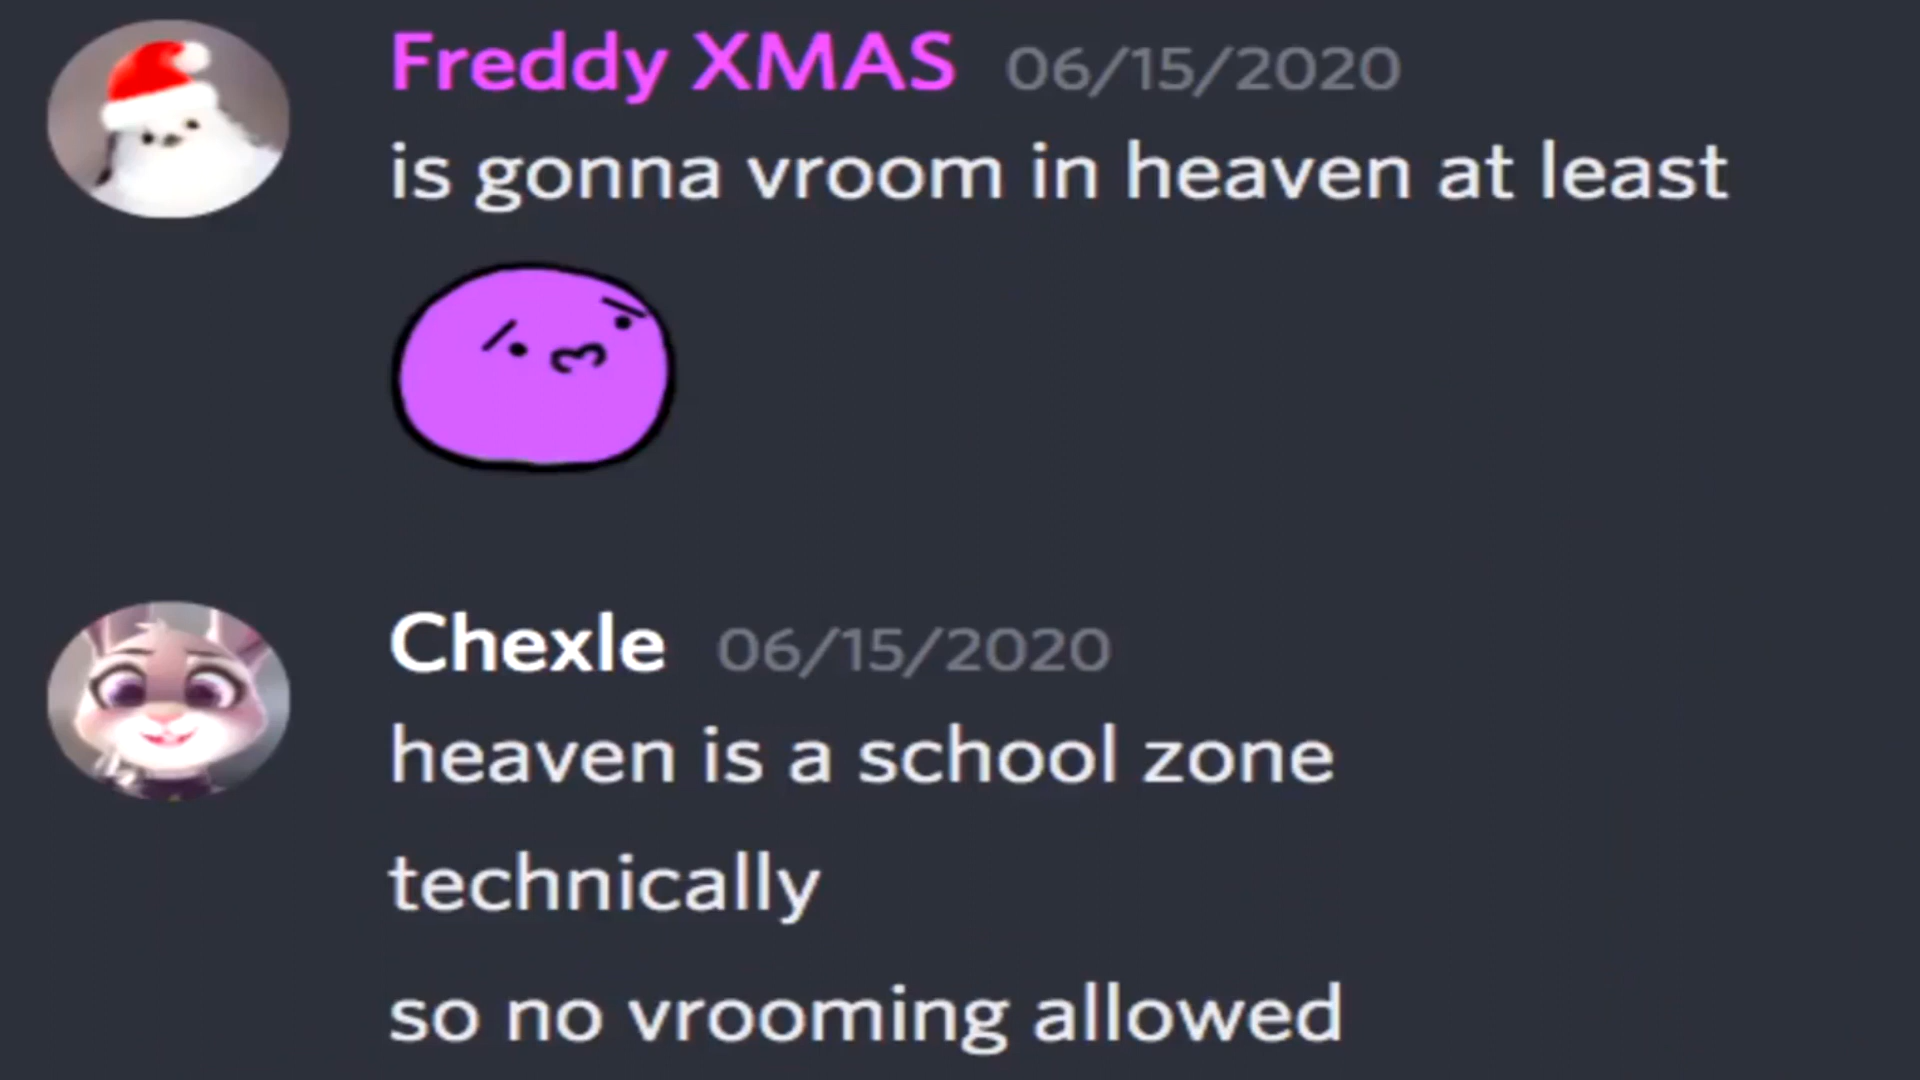 Freddy XMAS 06/15/2020
is gonna vroom in heaven at least
Chexle 06/15/2020
heaven is a school zone
technically
so no vrooming allowed